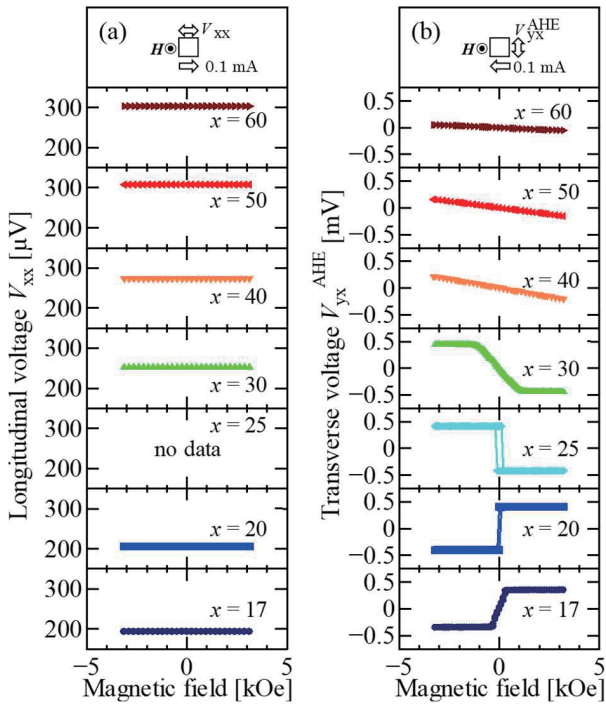 (a)
V xx
H
0.1 mA
300
200
x = 60
300
200
x = 50
300
200
x = 40
300
200
x = 30
300
200
x = 25
no data
300
200
x = 20
300
200
x = 17
−5 0 5
Magnetic field [kOe]
Longitudinal voltage Vxx [μV]
(b)
V AHE yx
H
0.1 mA
0.5
0
−0.5
x = 60
0.5
0
−0.5
x = 50
0.5
0
−0.5
x = 40
0.5
0
−0.5
x = 30
0.5
0
−0.5
x = 25
0.5
0
−0.5
x = 20
0.5
0
−0.5
x = 17
−5 0 5
Magnetic field [kOe]
Transverse voltage Vyx AHE [mV]